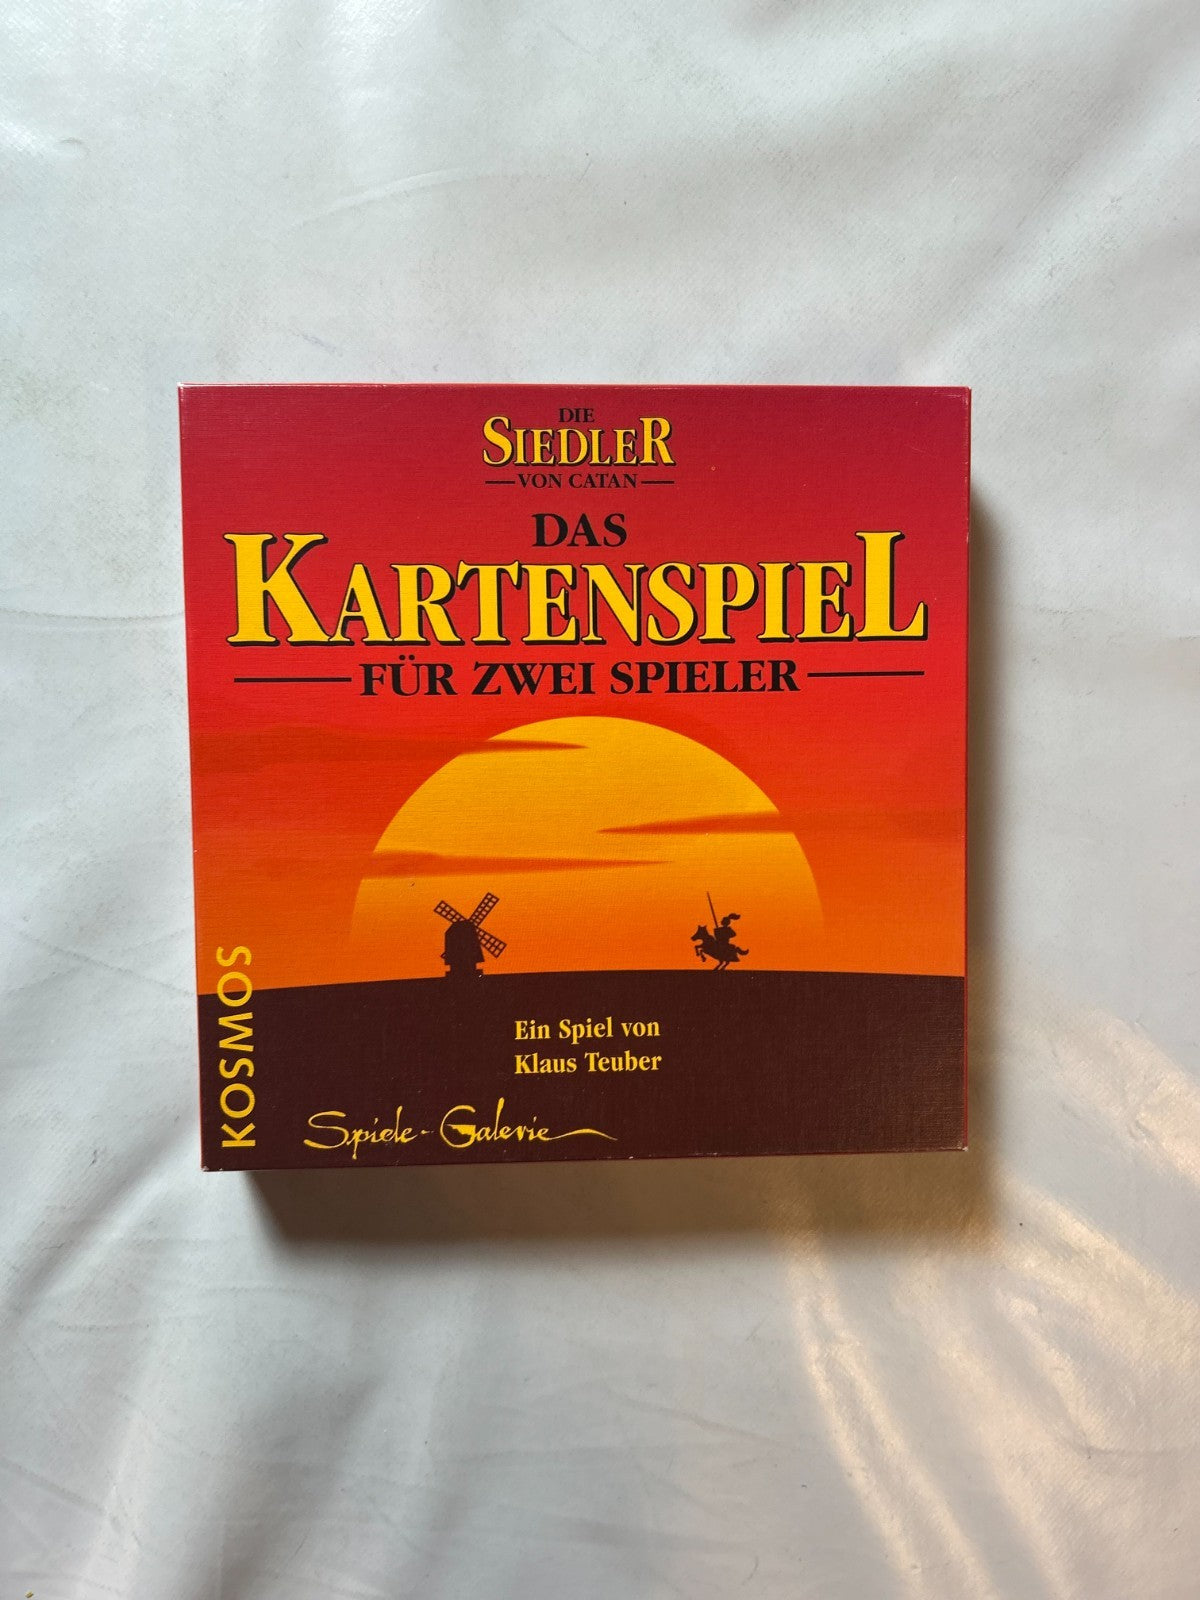 DIE
SIEDLER
VON CATAN
DAS
KARTENSPIEL
FÜR ZWEI SPIELER
KOSMOS
Ein Spiel von
Klaus Teuber
Spiele-Galerie